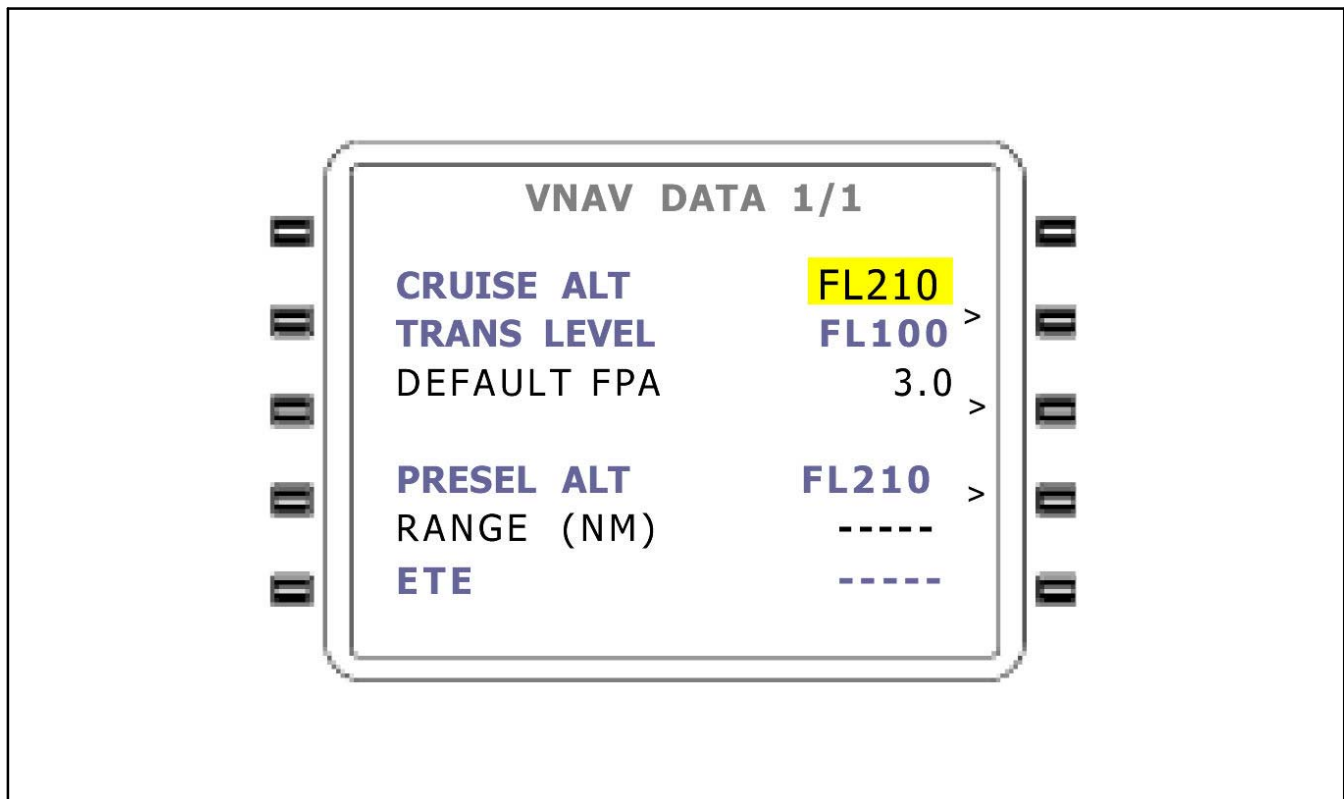 VNAV DATA 1/1
CRUISE ALT FL210
>
TRANS LEVEL FL100
DEFAULT FPA 3.0
>
PRESEL ALT FL210
>
RANGE (NM) -----
ETE -----